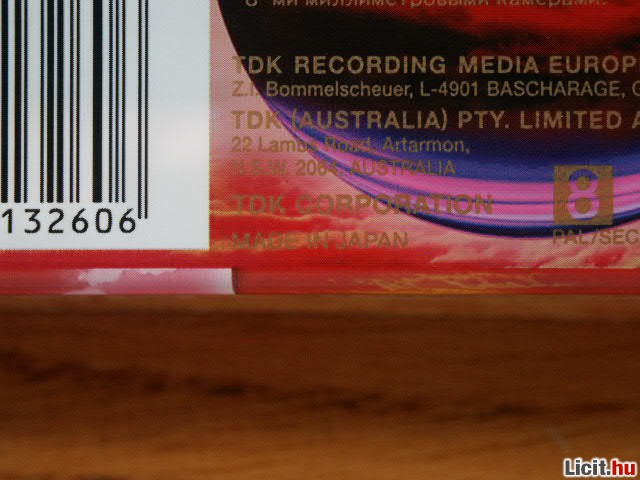 8 ми миллиметровыми камерами.
TDK RECORDING MEDIA EUROP
Z.I. Bommelscheuer, L-4901 BASCHARAGE, G
TDK (AUSTRALIA) PTY. LIMITED A
22 Lambs Road, Artarmon,
N.S.W. 2064, AUSTRALIA
TDK CORPORATION
MADE IN JAPAN
8
PAL/SEC
132606
Licit.hu